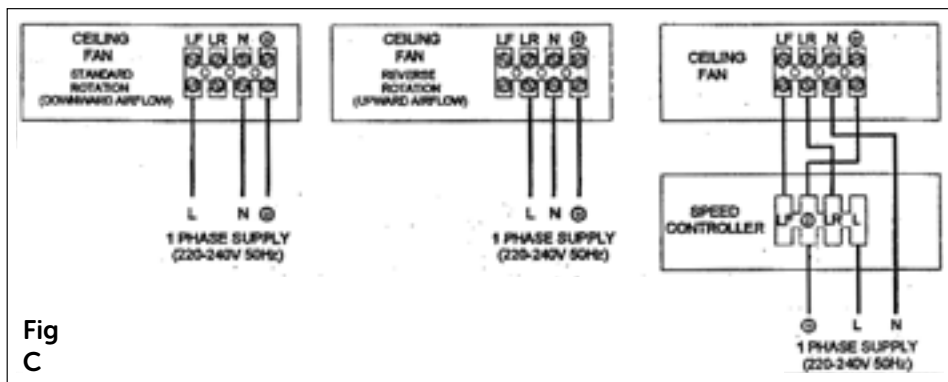 CEILING FAN
STANDARD ROTATION
(DOWNWARD AIRFLOW)
LF LR N ⏚
L N ⏚
1 PHASE SUPPLY
(220-240V 50Hz)
CEILING FAN
REVERSE ROTATION
(UPWARD AIRFLOW)
LF LR N ⏚
L N ⏚
1 PHASE SUPPLY
(220-240V 50Hz)
CEILING FAN
LF LR N ⏚
SPEED CONTROLLER
LF ⏚ LR L
⏚ L N
1 PHASE SUPPLY
(220-240V 50Hz)
Fig
C